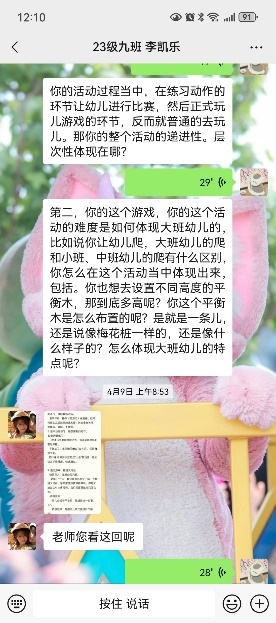 12:10
91
23级九班 李凯乐
你的活动过程当中，在练习动作的
环节让幼儿进行比赛，然后正式玩
儿游戏的环节，反而就普通的去玩
儿。那你的整个活动的递进性。层
次性体现在哪？
29"
第二，你的这个游戏，你的这个活
动的难度是如何体现大班幼儿的，
比如说你让幼儿爬，大班幼儿的爬
和小班、中班幼儿的爬有什么区别，
你怎么在这个活动当中体现出来，
包括。你也想去设置不同高度的平
衡木，那到底多高呢？你这个平衡
木是怎么布置的呢？是就是一条儿，
还是说像梅花桩一样的，还是像什
么样子的？怎么体现大班幼儿的特
点呢？
4月9日 上午8:53
老师您看这回呢
28"
按住 说话